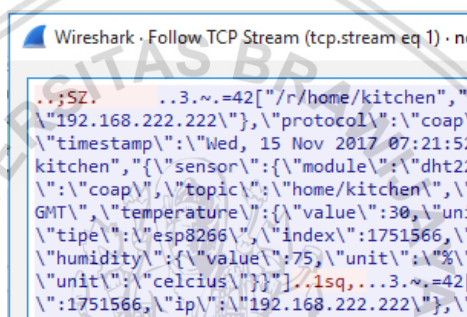 Wireshark · Follow TCP Stream (tcp.stream eq 1) · n
..;SZ. ..3.~.=42["/r/home/kitchen","
\"192.168.222.222\"},\"protocol\":\"coap\
\"timestamp\":\"Wed, 15 Nov 2017 07:21:52
kitchen","{\"sensor\":{\"module\":\"dht22
\":\"coap\",\"topic\":\"home/kitchen\",\
GMT\",\"temperature\":{\"value\":30,\"uni
\"tipe\":\"esp8266\",\"index\":1751566,\"
\"humidity\":{\"value\":75,\"unit\":\"%\"
\"unit\":\"celcius\"}}"]..1sq,...3.~.=42[
\":1751566,\"ip\":\"192.168.222.222\"},\"